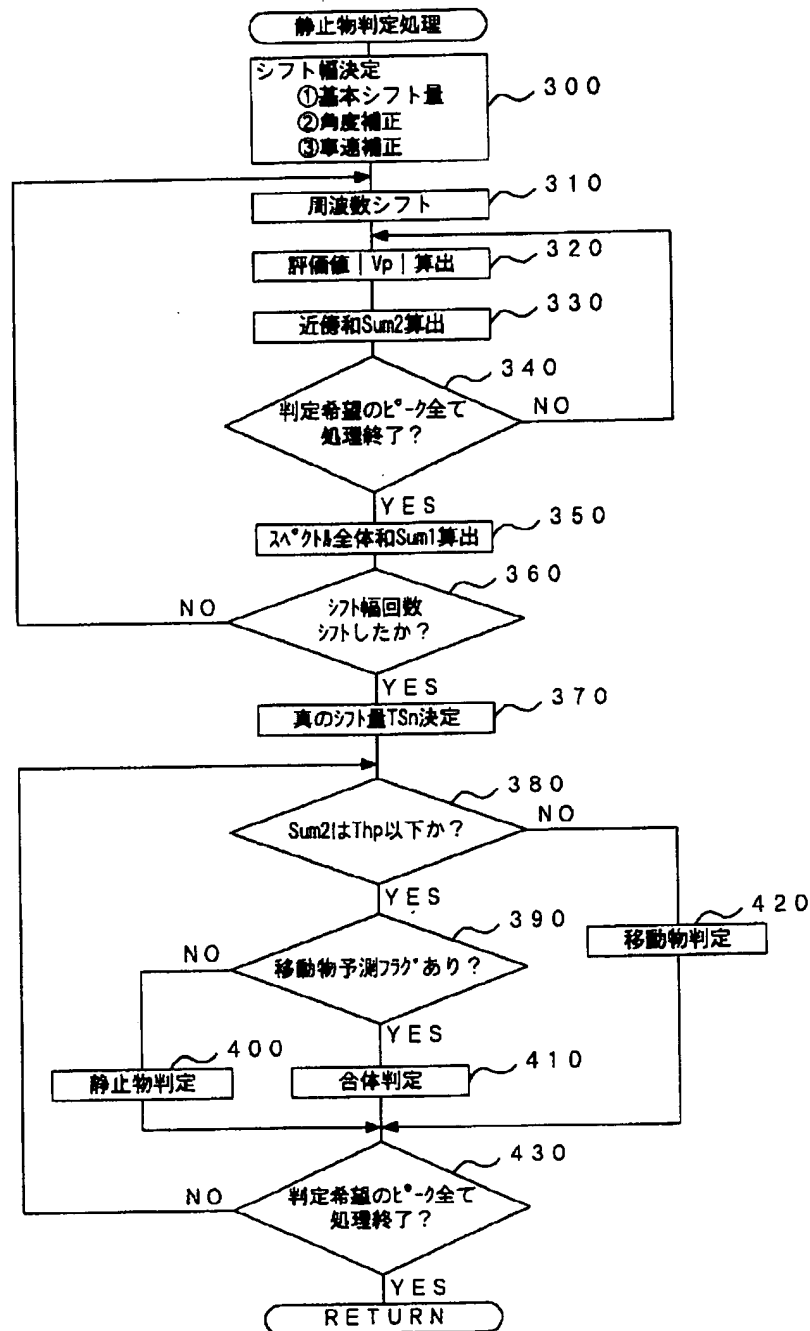 静止物判定処理
シフト幅決定
①基本シフト量
②角度補正
③車速補正
300
周波数シフト
310
評価値|Vp|算出
320
近傍和Sum2算出
330
340
判定希望のピーク全て
処理終了?
NO
YES
スペクトル全体和Sum1算出
350
360
NO
シフト幅回数
シフトしたか?
YES
真のシフト量TSn決定
370
380
Sum2はThp以下か?
NO
YES
390
420
NO
移動物予測フラグあり?
移動物判定
YES
400
410
静止物判定
合体判定
430
NO
判定希望のピーク全て
処理終了?
YES
RETURN